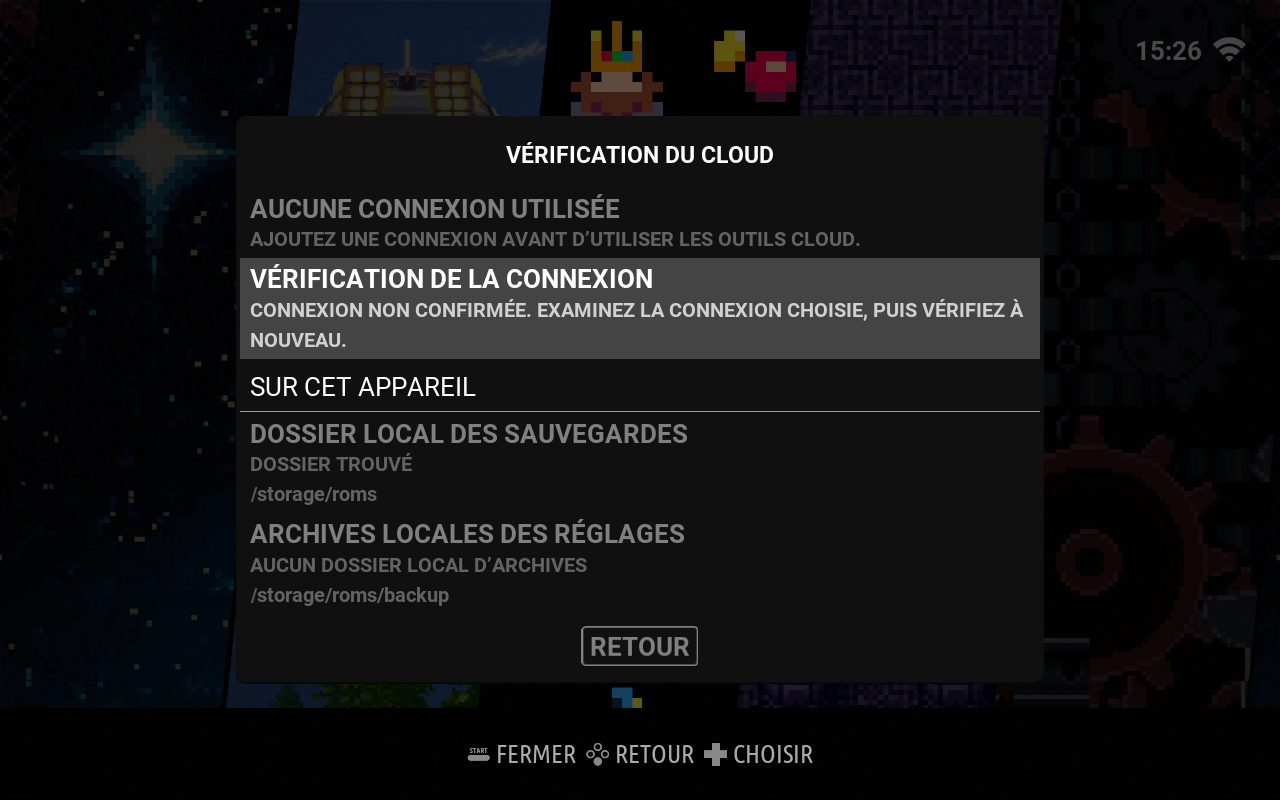 15:26
VÉRIFICATION DU CLOUD
AUCUNE CONNEXION UTILISÉE
AJOUTEZ UNE CONNEXION AVANT D’UTILISER LES OUTILS CLOUD.
VÉRIFICATION DE LA CONNEXION
CONNEXION NON CONFIRMÉE. EXAMINEZ LA CONNEXION CHOISIE, PUIS VÉRIFIEZ À
NOUVEAU.
SUR CET APPAREIL
DOSSIER LOCAL DES SAUVEGARDES
DOSSIER TROUVÉ
/storage/roms
ARCHIVES LOCALES DES RÉGLAGES
AUCUN DOSSIER LOCAL D’ARCHIVES
/storage/roms/backup
RETOUR
START FERMER RETOUR CHOISIR